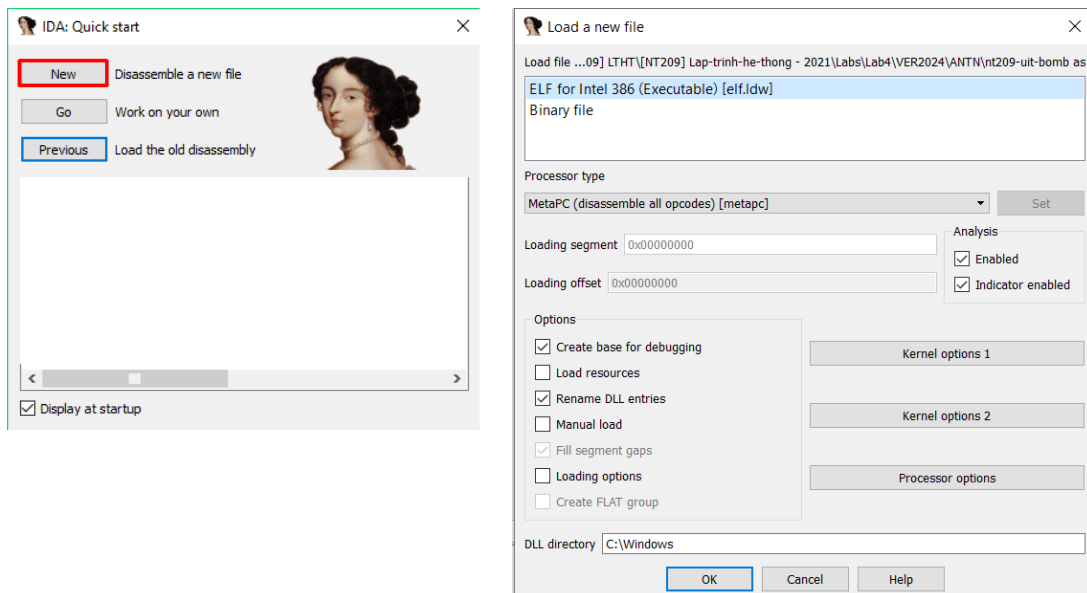 IDA: Quick start
New Disassemble a new file
Go Work on your own
Previous Load the old disassembly
Display at startup
Load a new file
Load file ...09] LTHT\[NT209] Lap-trinh-he-thong - 2021\Labs\Lab4\VER2024\ANTN\nt209-uit-bomb as
ELF for Intel 386 (Executable) [elf.ldw]
Binary file
Processor type
MetaPC (disassemble all opcodes) [metapc] Set
Analysis
Loading segment 0x00000000
Enabled
Loading offset 0x00000000
Indicator enabled
Options
Create base for debugging
Kernel options 1
Load resources
Rename DLL entries
Kernel options 2
Manual load
Fill segment gaps
Loading options
Processor options
Create FLAT group
DLL directory C:\Windows
OK Cancel Help